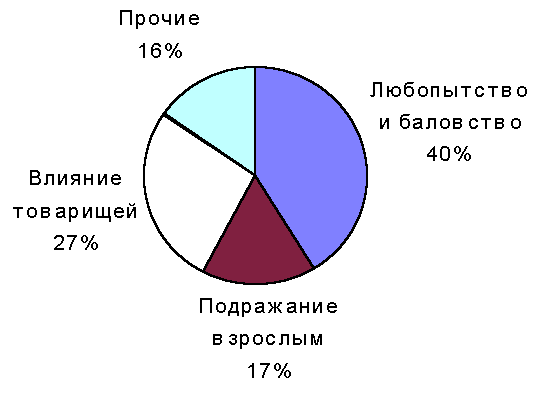 Прочие
16%
Любопытство
и баловство
40%
Влияние
товарищей
27%
Подражание
взрослым
17%